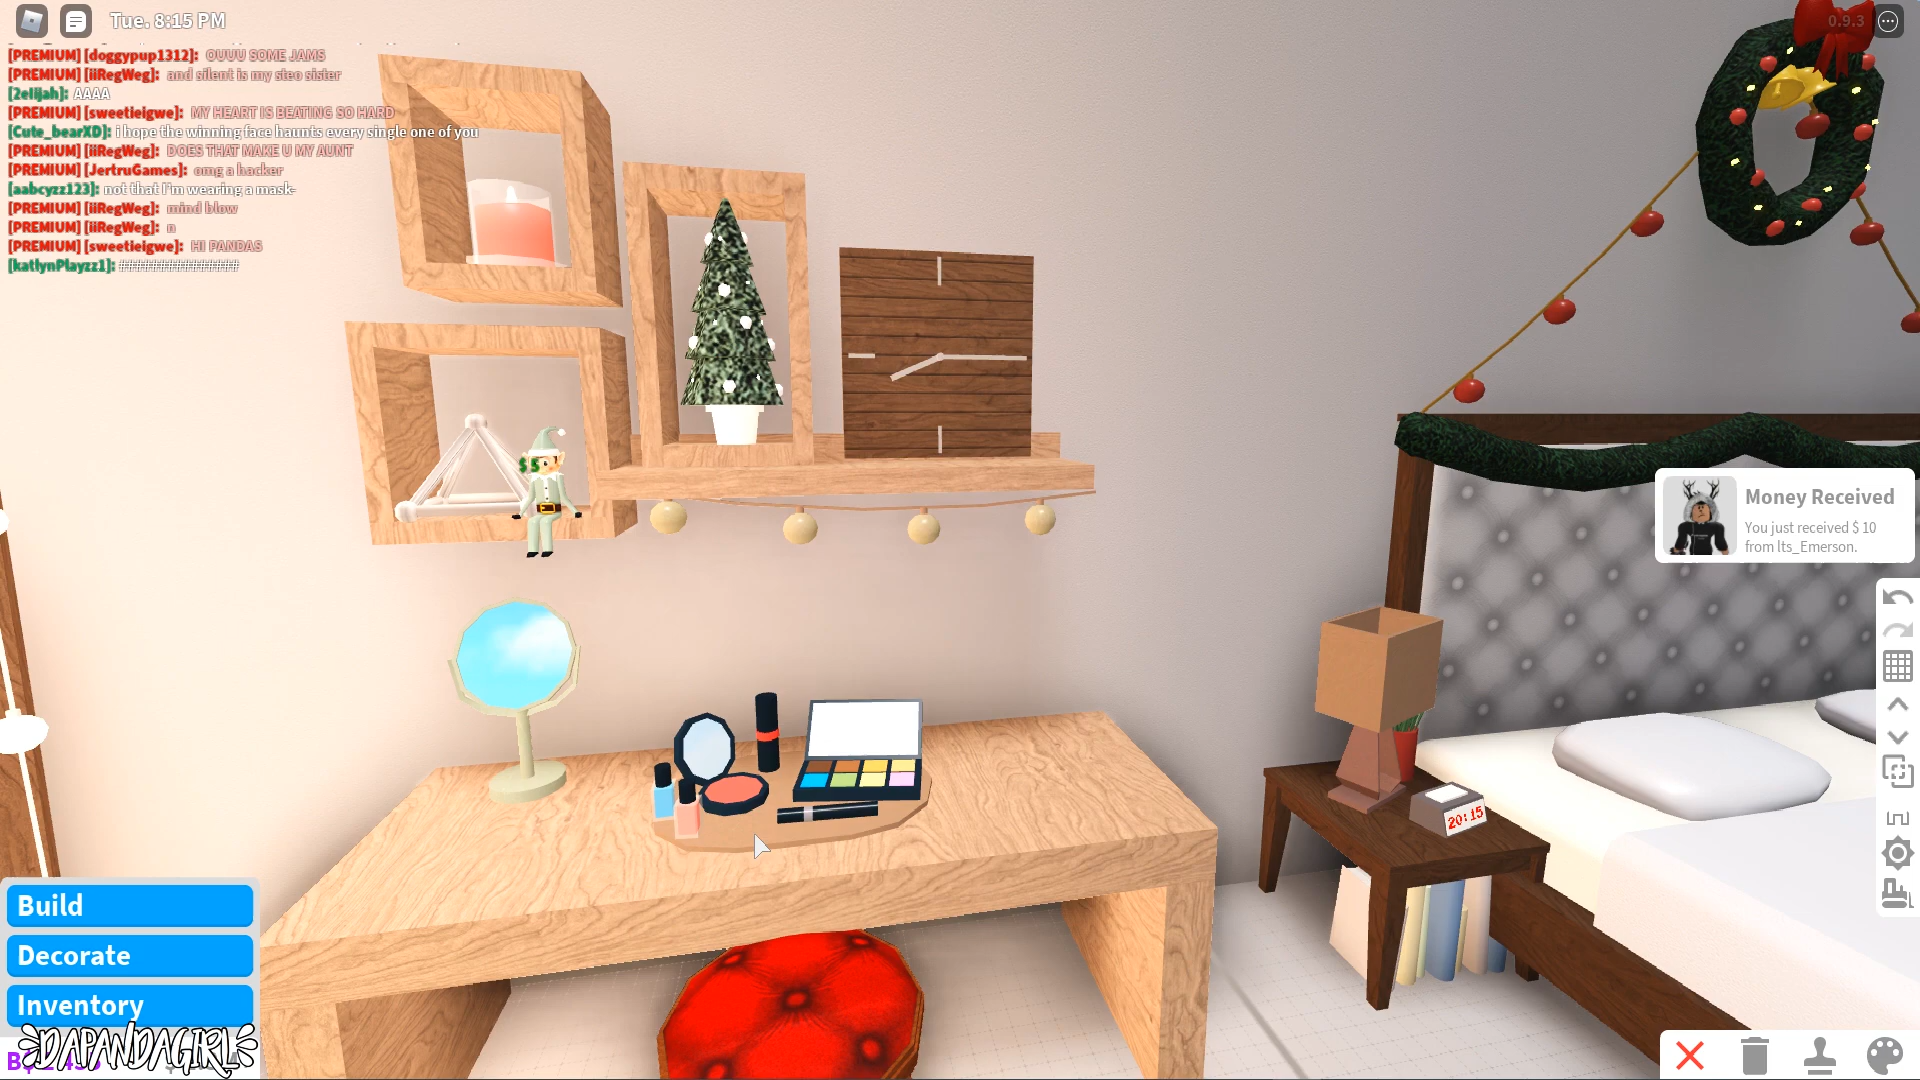 Tue. 8:15 PM
0.9.3
[PREMIUM] [doggypup1312]: OUUU SOME JAMS
[PREMIUM] [iiRegWeg]: and silent is my steo sister
[2elijah]: AAAA
[PREMIUM] [sweetieigwe]: MY HEART IS BEATING SO HARD
[Cute_bearXD]: i hope the winning face haunts every single one of you
[PREMIUM] [iiRegWeg]: DOES THAT MAKE U MY AUNT
[PREMIUM] [JertruGames]: omg a hacker
[aabcyzz123]: not that I'm wearing a mask-
[PREMIUM] [iiRegWeg]: mind blow
[PREMIUM] [iiRegWeg]: n
[PREMIUM] [sweetieigwe]: HI PANDAS
[katlynPlayzz1]: ################
$5
Money Received
You just received $ 10
from Its_Emerson.
20:15
Build
Decorate
Inventory
DAPANDAGIRL